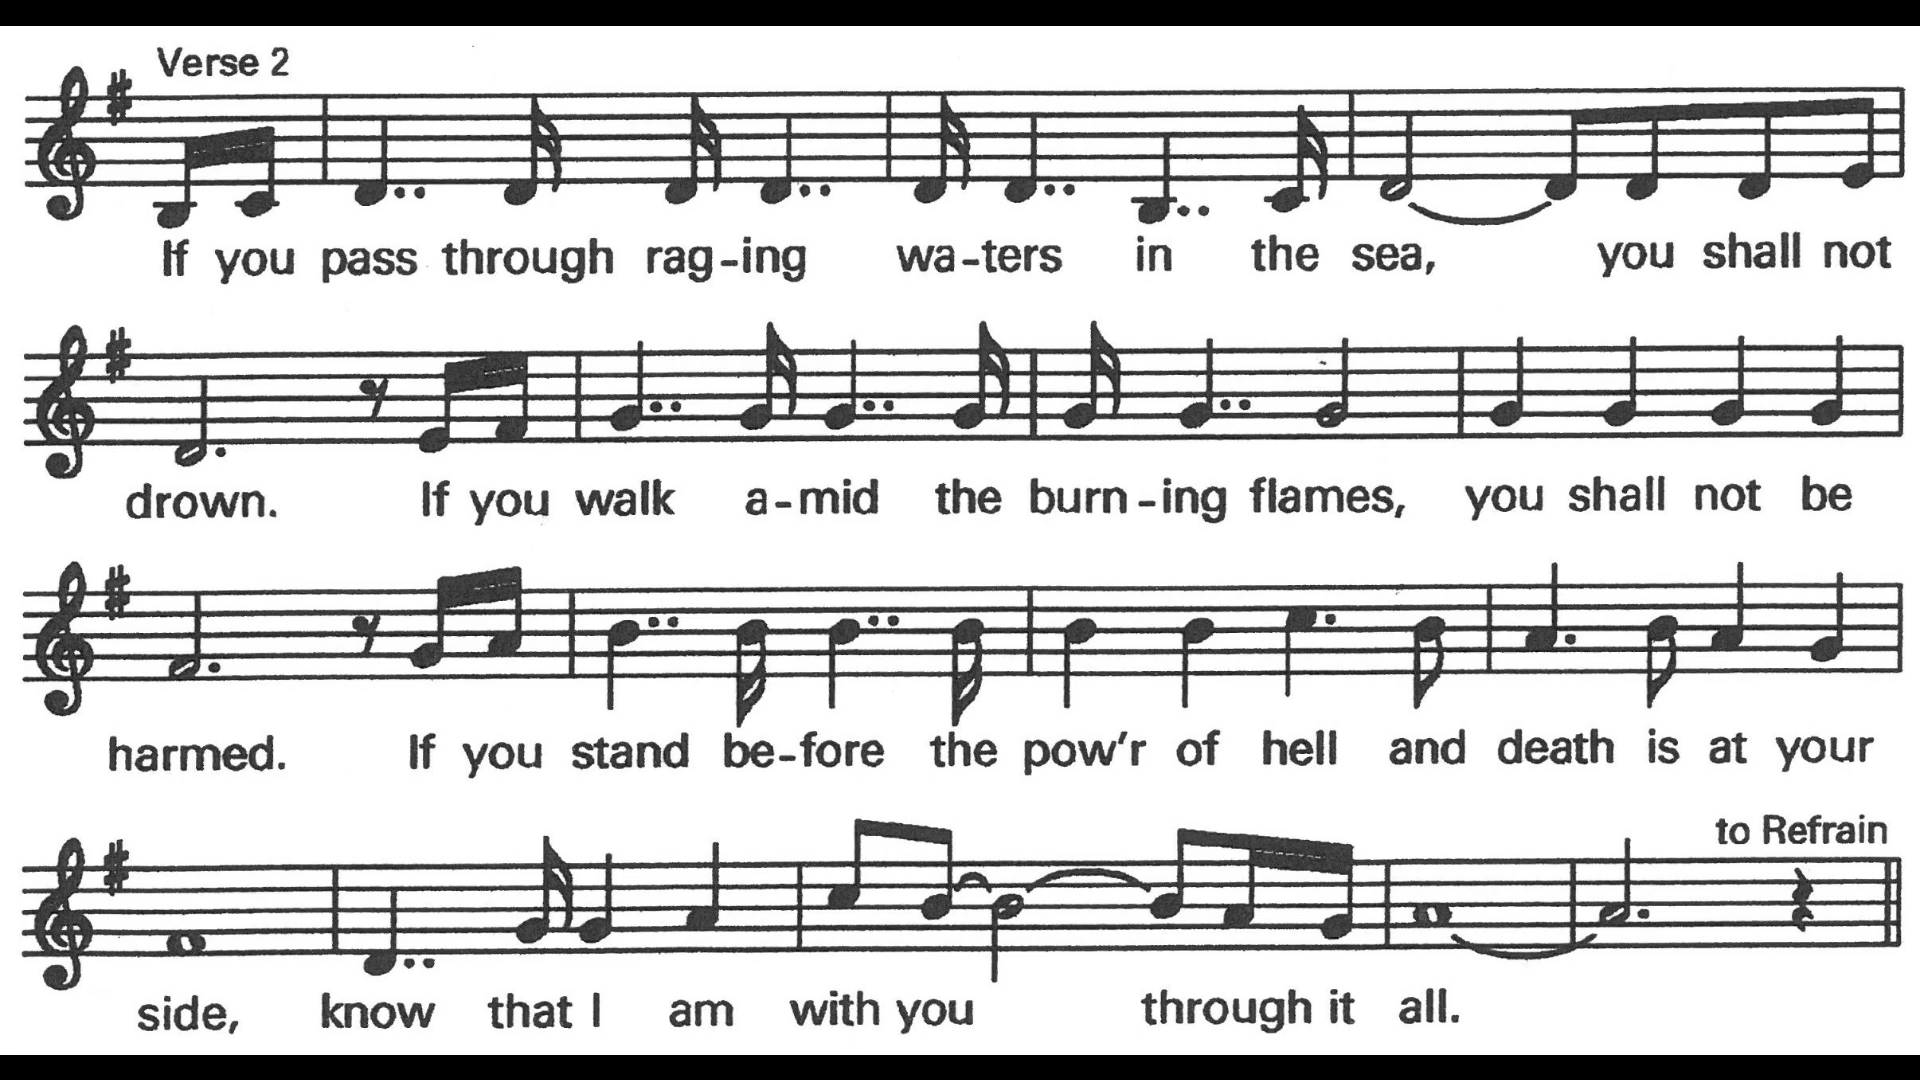 Verse 2
If you pass through rag-ing wa-ters in the sea, you shall not
drown. If you walk a-mid the burn-ing flames, you shall not be
harmed. If you stand be-fore the pow'r of hell and death is at your
to Refrain
side, know that I am with you through it all.